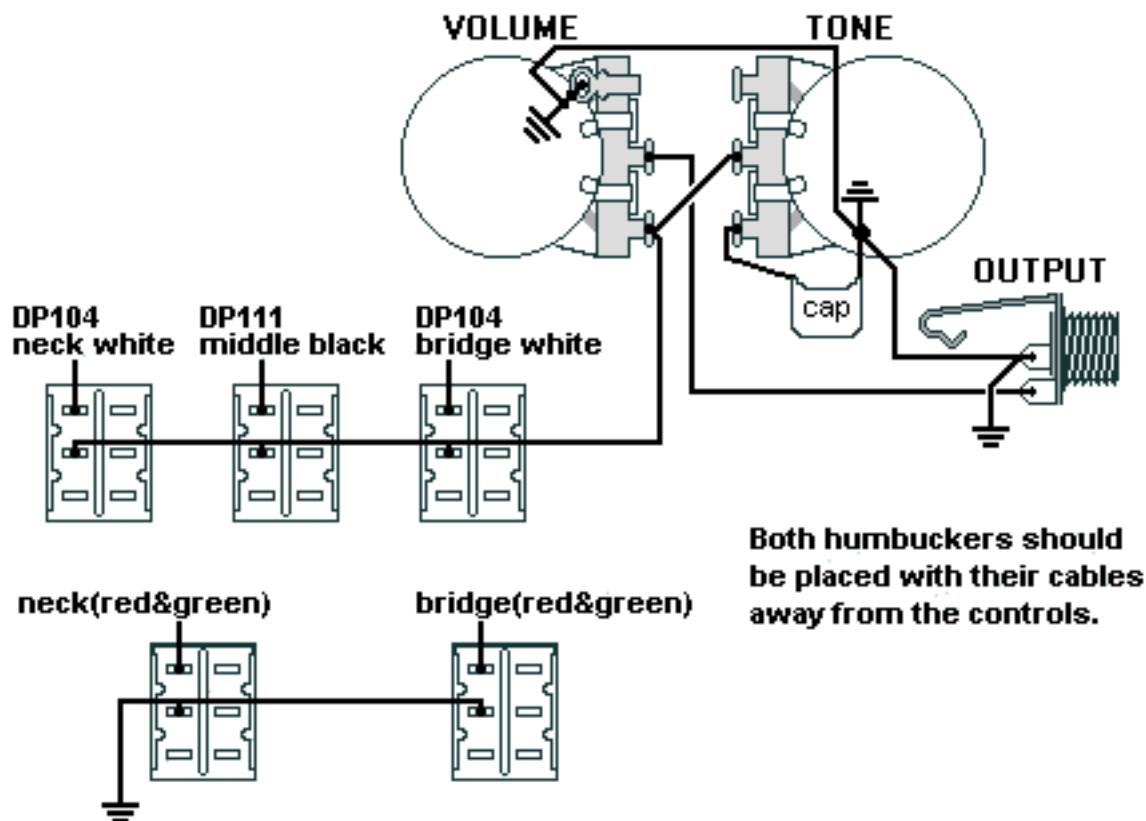 VOLUME
TONE
OUTPUT
cap
DP104
neck white
DP111
middle black
DP104
bridge white
Both humbuckers should
be placed with their cables
away from the controls.
neck(red&green)
bridge(red&green)